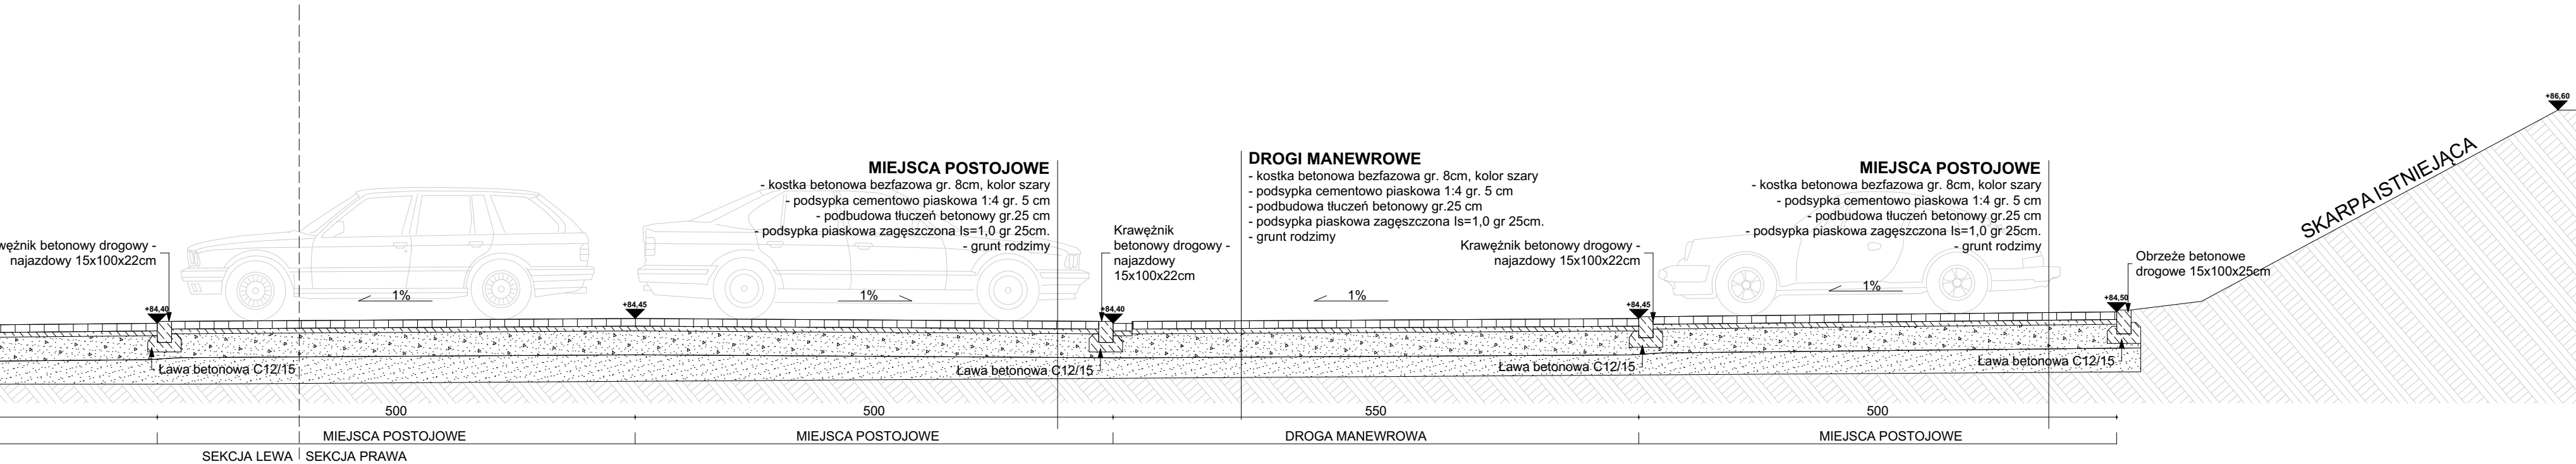 +86,60
SKARPA ISTNIEJĄCA
MIEJSCA POSTOJOWE
- kostka betonowa bezfazowa gr. 8cm, kolor szary
- podsypka cementowo piaskowa 1:4 gr. 5 cm
- podbudowa tłuczeń betonowy gr.25 cm
- podsypka piaskowa zagęszczona Is=1,0 gr 25cm.
- grunt rodzimy
DROGI MANEWROWE
- kostka betonowa bezfazowa gr. 8cm, kolor szary
- podsypka cementowo piaskowa 1:4 gr. 5 cm
- podbudowa tłuczeń betonowy gr.25 cm
- podsypka piaskowa zagęszczona Is=1,0 gr 25cm.
- grunt rodzimy
MIEJSCA POSTOJOWE
- kostka betonowa bezfazowa gr. 8cm, kolor szary
- podsypka cementowo piaskowa 1:4 gr. 5 cm
- podbudowa tłuczeń betonowy gr.25 cm
- podsypka piaskowa zagęszczona Is=1,0 gr 25cm.
- grunt rodzimy
wężnik betonowy drogowy -
najazdowy 15x100x22cm
Krawężnik
betonowy drogowy -
najazdowy
15x100x22cm
Krawężnik betonowy drogowy -
najazdowy 15x100x22cm
Obrzeże betonowe
drogowe 15x100x25cm
1%
1%
1%
1%
+84,40
+84,45
+84,40
+84,45
+84,50
Ława betonowa C12/15
Ława betonowa C12/15
Ława betonowa C12/15
Ława betonowa C12/15
500
500
550
500
MIEJSCA POSTOJOWE
MIEJSCA POSTOJOWE
DROGA MANEWROWA
MIEJSCA POSTOJOWE
SEKCJA LEWA
SEKCJA PRAWA